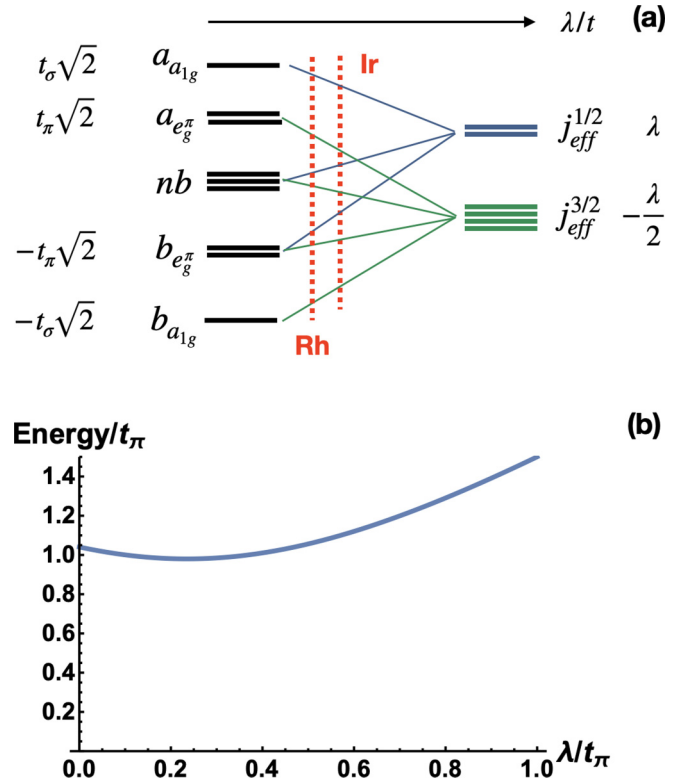 λ/t (a)
Ir
t_σ√2 a_{a_{1g}}
t_π√2 a_{e_g^π}
j_{eff}^{1/2} λ
nb
j_{eff}^{3/2} -λ/2
-t_π√2 b_{e_g^π}
-t_σ√2 b_{a_{1g}}
Rh
(b)
Energy/t_π
1.4
1.2
1.0
0.8
0.6
0.4
0.2
0.0 0.2 0.4 0.6 0.8 1.0
λ/t_π